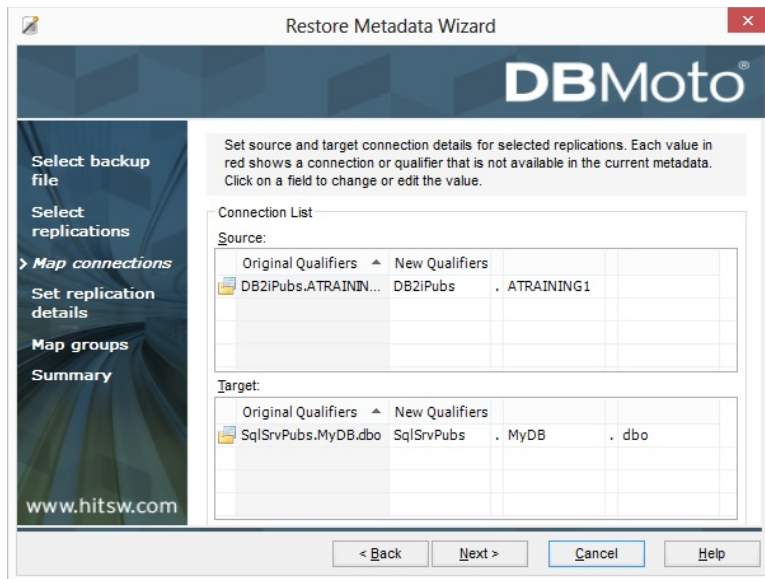 Restore Metadata Wizard
DBMoto®
Select backup
file
Select
replications
Map connections
Set replication
details
Map groups
Summary
www.hitsw.com
Set source and target connection details for selected replications. Each value in
red shows a connection or qualifier that is not available in the current metadata.
Click on a field to change or edit the value.
Connection List
Source:
Original Qualifiers New Qualifiers
DB2iPubs.ATRAININ... DB2iPubs . ATRAINING1
Target:
Original Qualifiers New Qualifiers
SqlSrvPubs.MyDB.dbo SqlSrvPubs . MyDB . dbo
< Back Next > Cancel Help